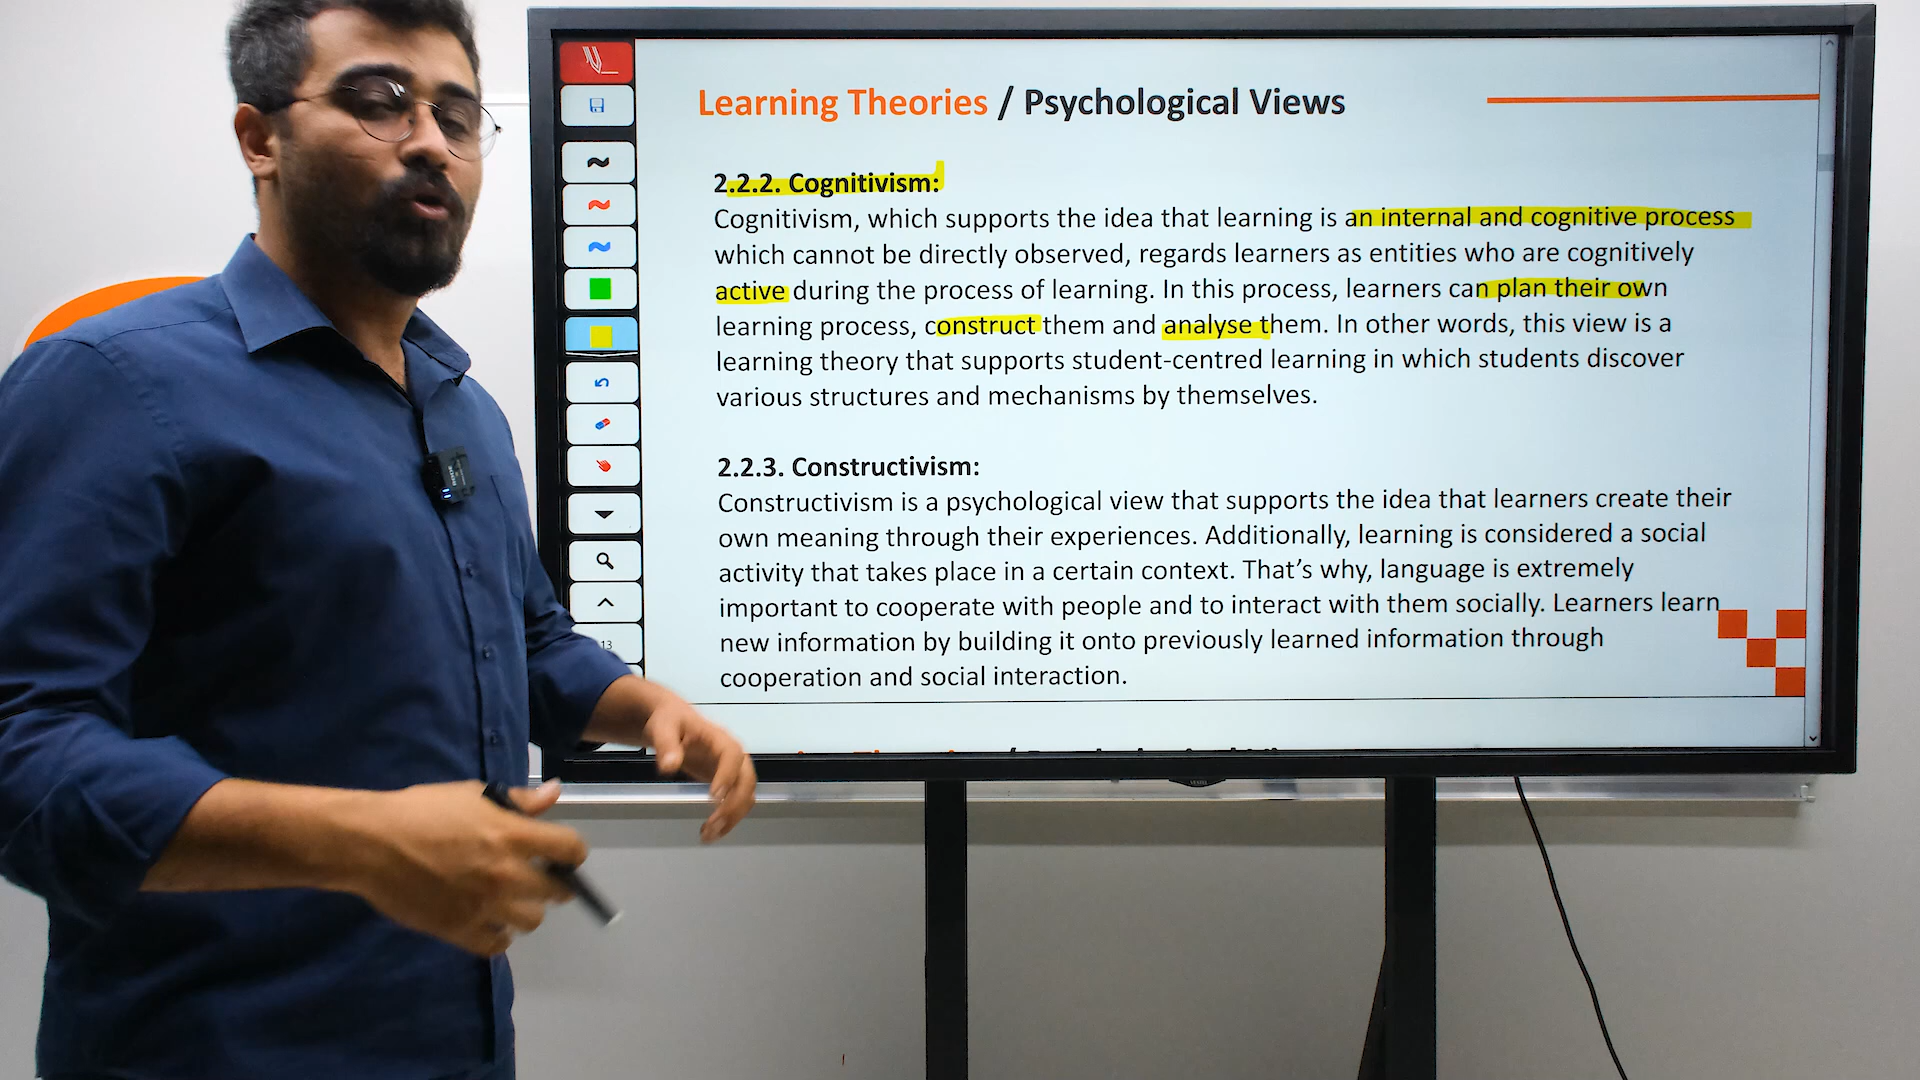 Learning Theories / Psychological Views
2.2.2. Cognitivism:
Cognitivism, which supports the idea that learning is an internal and cognitive process
which cannot be directly observed, regards learners as entities who are cognitively
active during the process of learning. In this process, learners can plan their own
learning process, construct them and analyse them. In other words, this view is a
learning theory that supports student-centred learning in which students discover
various structures and mechanisms by themselves.
2.2.3. Constructivism:
Constructivism is a psychological view that supports the idea that learners create their
own meaning through their experiences. Additionally, learning is considered a social
activity that takes place in a certain context. That's why, language is extremely
important to cooperate with people and to interact with them socially. Learners learn
new information by building it onto previously learned information through
cooperation and social interaction.
13